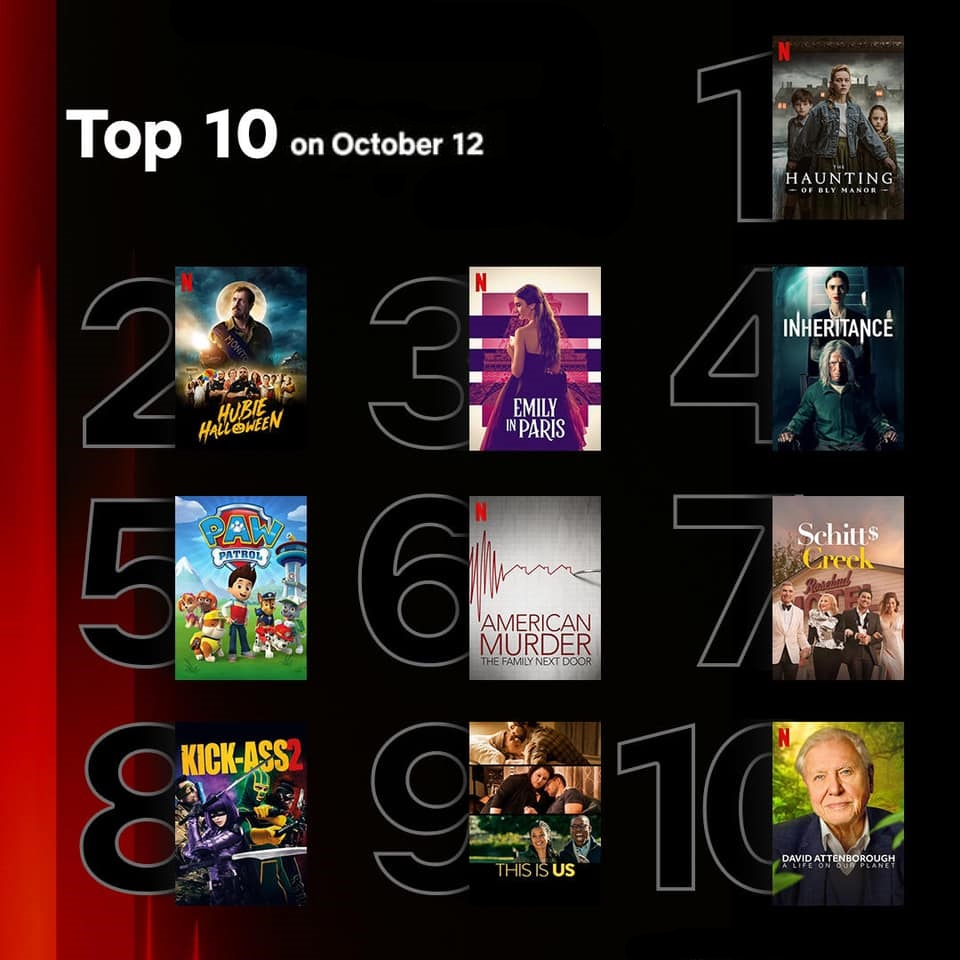 Top 10 on October 12
1
N
THE
HAUNTING
OF BLY MANOR
2
N
HUBIE
HALLOWEEN
3
N
EMILY
IN PARIS
4
INHERITANCE
5
PAW
PATROL
6
N
AMERICAN
MURDER
THE FAMILY NEXT DOOR
7
Schitt$
Creek
Rosebud
8
KICK-ASS 2
9
THIS IS US
10
N
DAVID ATTENBOROUGH
A LIFE ON OUR PLANET